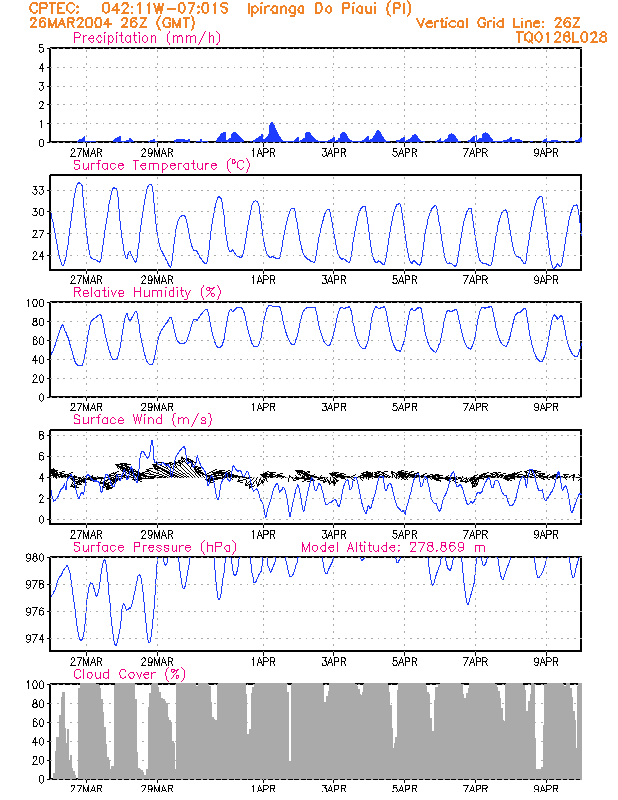 CPTEC: 042:11W-07:01S Ipiranga Do Piaui (PI)
26MAR2004 26Z (GMT) Vertical Grid Line: 26Z
Precipitation (mm/h) TQ0126L028
5
4
3
2
1
0
27MAR 29MAR 1APR 3APR 5APR 7APR 9APR
Surface Temperature (°C)
33
30
27
24
27MAR 29MAR 1APR 3APR 5APR 7APR 9APR
Relative Humidity (%)
100
80
60
40
20
0
27MAR 29MAR 1APR 3APR 5APR 7APR 9APR
Surface Wind (m/s)
8
6
4
2
0
27MAR 29MAR 1APR 3APR 5APR 7APR 9APR
Surface Pressure (hPa) Model Altitude: 278.869 m
980
978
976
974
27MAR 29MAR 1APR 3APR 5APR 7APR 9APR
Cloud Cover (%)
100
80
60
40
20
0
27MAR 29MAR 1APR 3APR 5APR 7APR 9APR